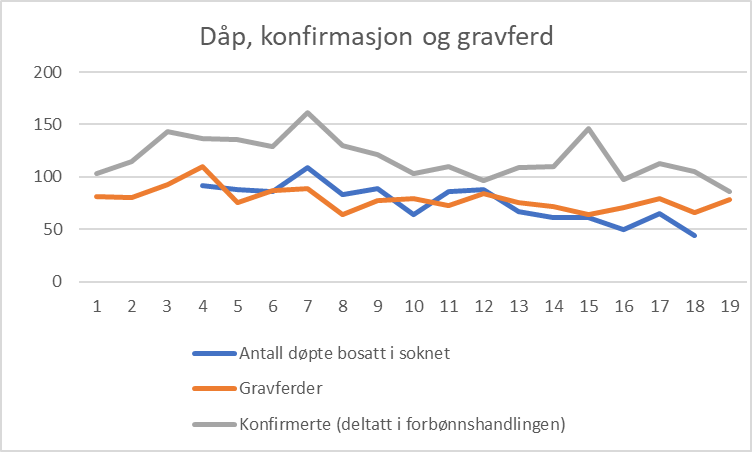 Dåp, konfirmasjon og gravferd
200
150
100
50
0
1 2 3 4 5 6 7 8 9 10 11 12 13 14 15 16 17 18 19
Antall døpte bosatt i soknet
Gravferder
Konfirmerte (deltatt i forbønnshandlingen)